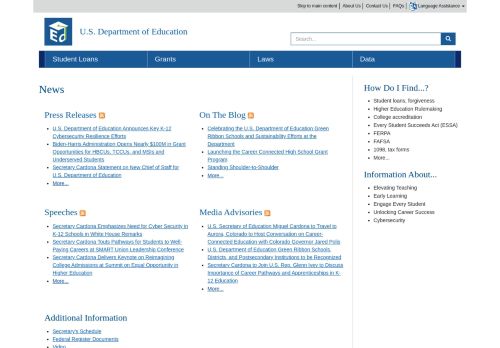 Skip to main content About Us Contact Us FAQs Language Assistance
U.S. Department of Education
Search...
Student Loans Grants Laws Data
News
Press Releases
U.S. Department of Education Announces Key K-12
Cybersecurity Resilience Efforts
Biden-Harris Administration Opens Nearly $100M in Grant
Opportunities for HBCUs, TCCUs, and MSIs and
Underserved Students
Secretary Cardona Statement on New Chief of Staff for
U.S. Department of Education
More...
On The Blog
Celebrating the U.S. Department of Education Green
Ribbon Schools and Sustainability Efforts at the
Department
Launching the Career Connected High School Grant
Program
Standing Shoulder-to-Shoulder
More...
Speeches
Secretary Cardona Emphasizes Need for Cyber Security in
K-12 Schools in White House Remarks
Secretary Cardona Touts Pathways for Students to Well-
Paying Careers at SMART Union Leadership Conference
Secretary Cardona Delivers Keynote on Reimagining
College Admissions at Summit on Equal Opportunity in
Higher Education
More...
Media Advisories
U.S. Secretary of Education Miguel Cardona to Travel to
Aurora, Colorado to Host Conversation on Career-
Connected Education with Colorado Governor Jared Polis
U.S. Department of Education Green Ribbon Schools,
Districts, and Postsecondary Institutions to be Recognized
Secretary Cardona to Join U.S. Rep. Glenn Ivey to Discuss
Importance of Career Pathways and Apprenticeships in K-
12 Education
More...
Additional Information
Secretary's Schedule
Federal Register Documents
Video
How Do I Find...?
Student loans, forgiveness
Higher Education Rulemaking
College accreditation
Every Student Succeeds Act (ESSA)
FERPA
FAFSA
1098, tax forms
More...
Information About...
Elevating Teaching
Early Learning
Engage Every Student
Unlocking Career Success
Cybersecurity